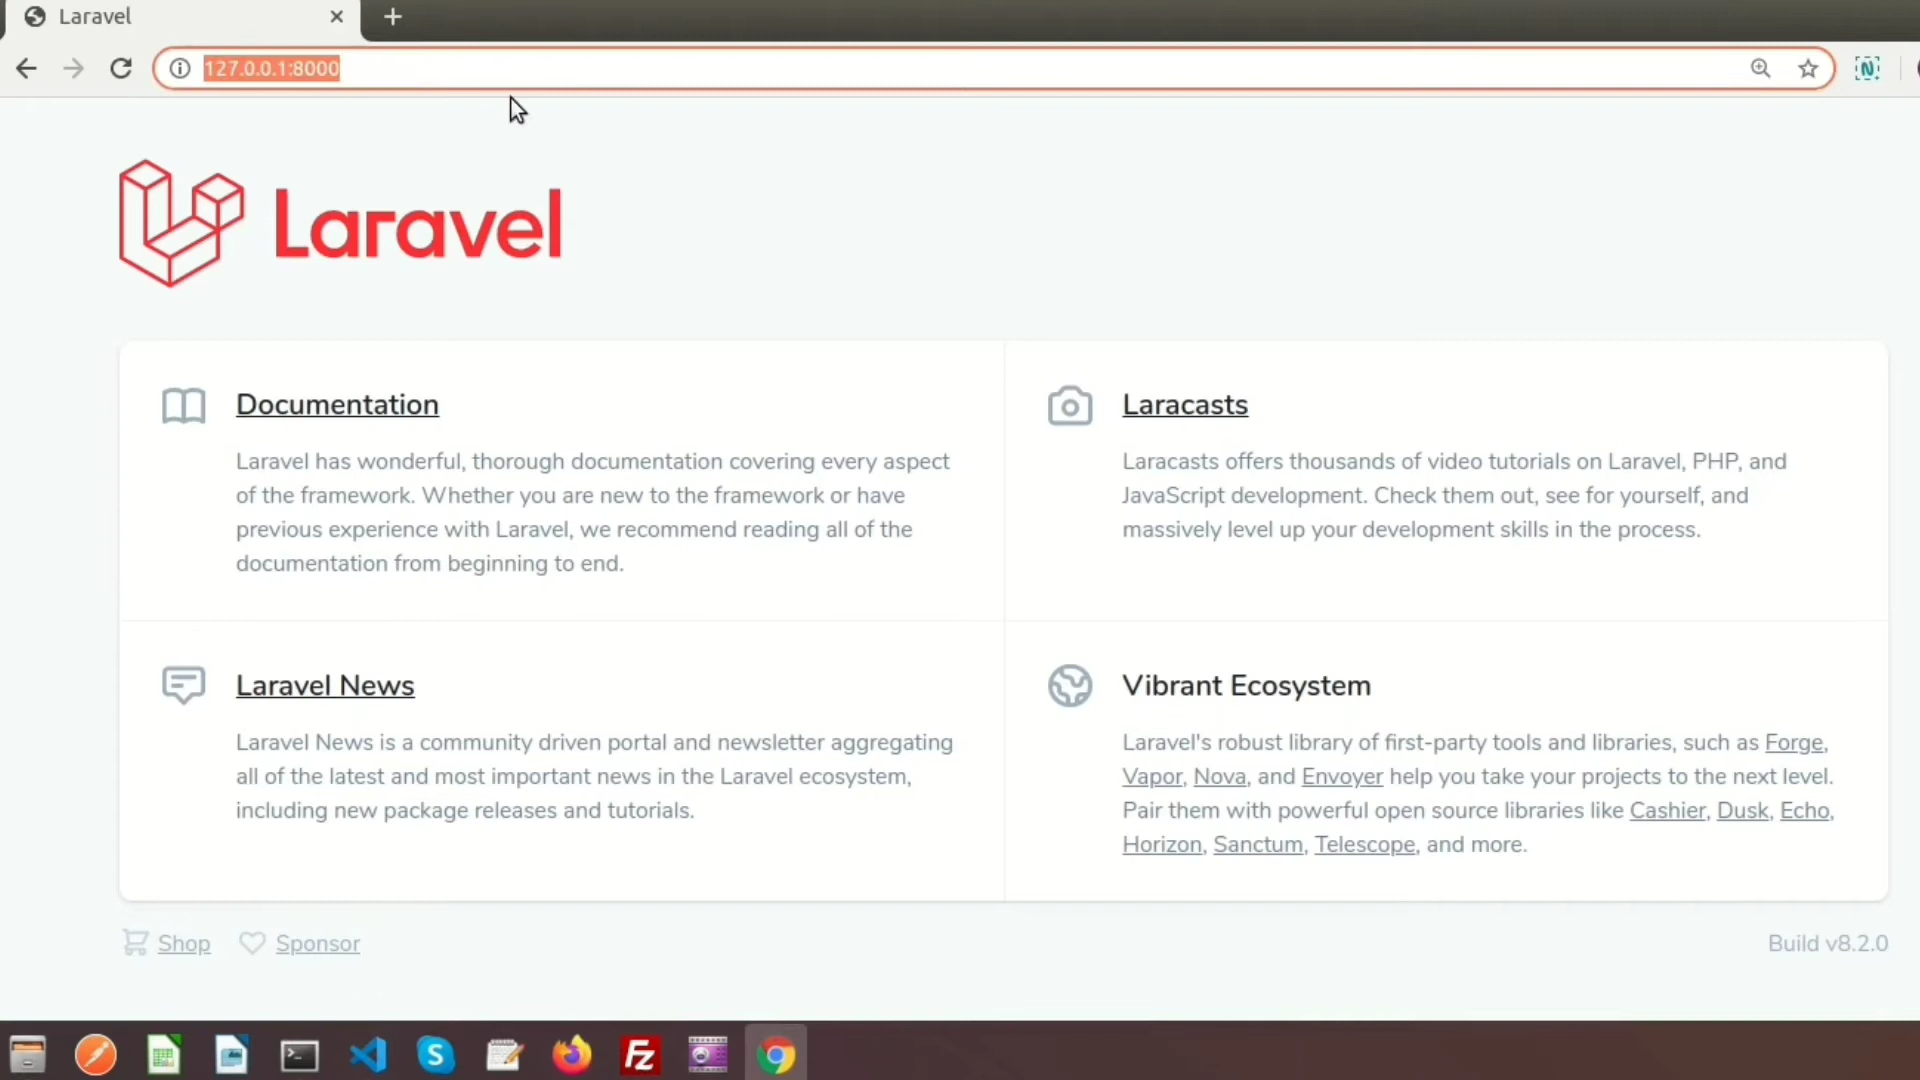 Laravel
127.0.0.1:8000
Laravel
Documentation
Laravel has wonderful, thorough documentation covering every aspect
of the framework. Whether you are new to the framework or have
previous experience with Laravel, we recommend reading all of the
documentation from beginning to end.
Laracasts
Laracasts offers thousands of video tutorials on Laravel, PHP, and
JavaScript development. Check them out, see for yourself, and
massively level up your development skills in the process.
Laravel News
Laravel News is a community driven portal and newsletter aggregating
all of the latest and most important news in the Laravel ecosystem,
including new package releases and tutorials.
Vibrant Ecosystem
Laravel's robust library of first-party tools and libraries, such as Forge,
Vapor, Nova, and Envoyer help you take your projects to the next level.
Pair them with powerful open source libraries like Cashier, Dusk, Echo,
Horizon, Sanctum, Telescope, and more.
Shop
Sponsor
Build v8.2.0